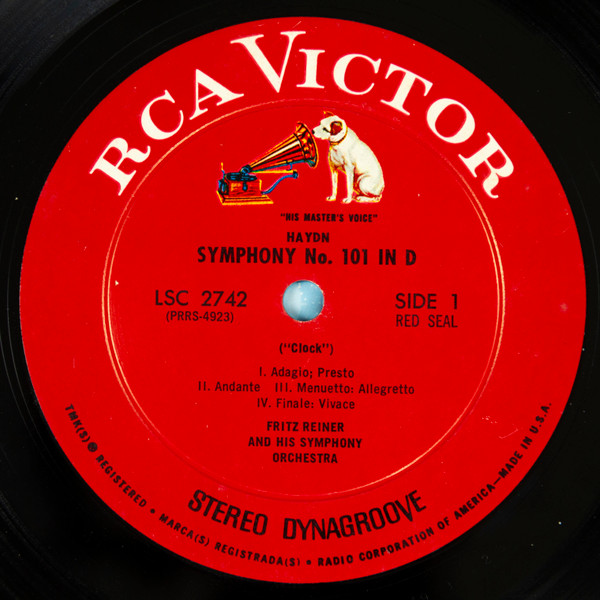 RCA VICTOR
"HIS MASTER'S VOICE"
HAYDN
SYMPHONY No. 101 IN D
LSC 2742
(PRRS-4923)
SIDE 1
RED SEAL
("Clock")
I. Adagio; Presto
II. Andante III. Menuetto: Allegretto
IV. Finale: Vivace
FRITZ REINER
AND HIS SYMPHONY
ORCHESTRA
STEREO DYNAGROOVE
TMK(S) ® REGISTERED • MARCA(S) REGISTRADA(S) • RADIO CORPORATION OF AMERICA—MADE IN U.S.A.